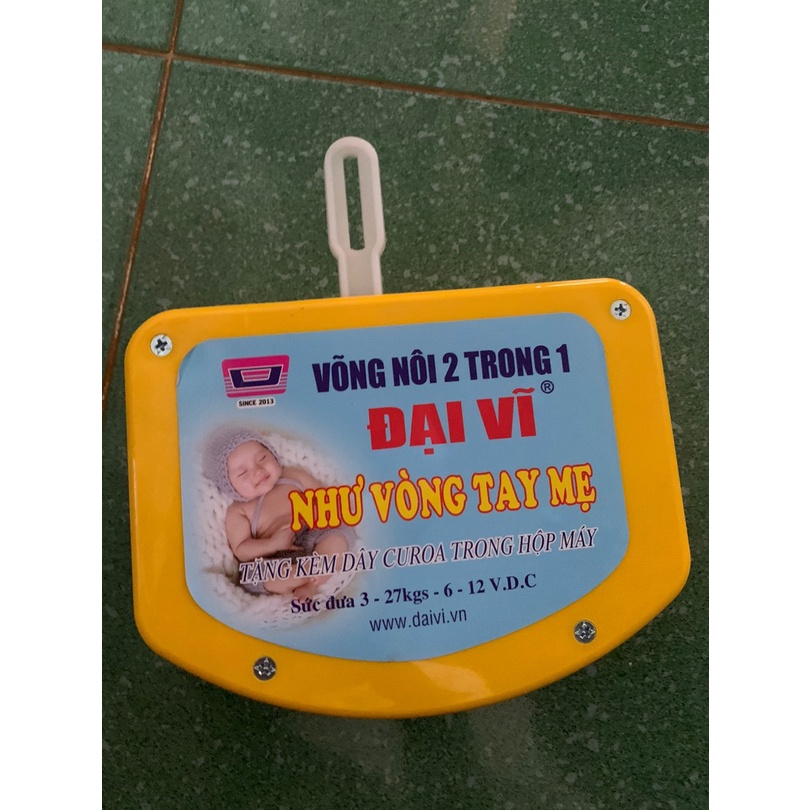 SINCE 2013
VÕNG NÔI 2 TRONG 1
ĐẠI VĨ®
NHƯ VÒNG TAY MẸ
TẶNG KÈM DÂY CUROA TRONG HỘP MÁY
Sức đưa 3 - 27kgs - 6 - 12 V.D.C
www.daivi.vn